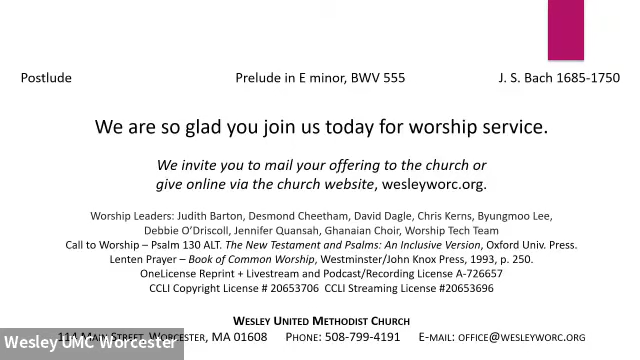 Postlude Prelude in E minor, BWV 555 J. S. Bach 1685-1750
We are so glad you join us today for worship service.
We invite you to mail your offering to the church or
give online via the church website, wesleyworc.org.
Worship Leaders: Judith Barton, Desmond Cheetham, David Dagle, Chris Kerns, Byungmoo Lee,
Debbie O’Driscoll, Jennifer Quansah, Ghanaian Choir, Worship Tech Team
Call to Worship – Psalm 130 ALT. The New Testament and Psalms: An Inclusive Version, Oxford Univ. Press.
Lenten Prayer – Book of Common Worship, Westminster/John Knox Press, 1993, p. 250.
OneLicense Reprint + Livestream and Podcast/Recording License A-726657
CCLI Copyright License # 20653706 CCLI Streaming License #20653696
Wesley United Methodist Church
114 Main Street, Worcester, MA 01608 Phone: 508-799-4191 E-mail: office@wesleyworc.org
Wesley UMC Worcester